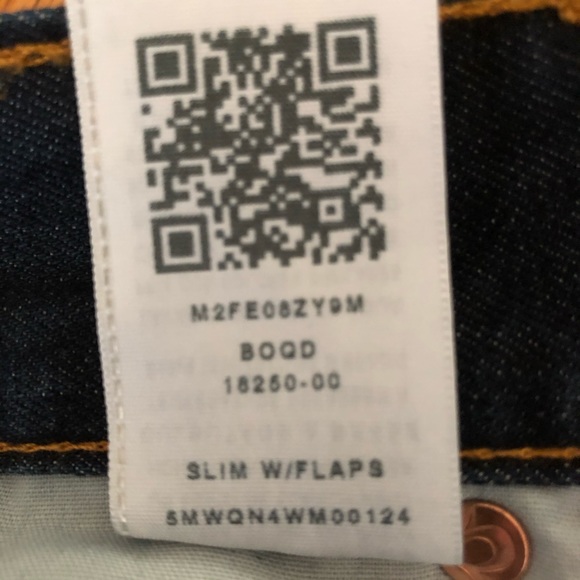 M2FE08ZY9M
BOQD
18250-00
SLIM W/FLAPS
5MWQN4WM00124